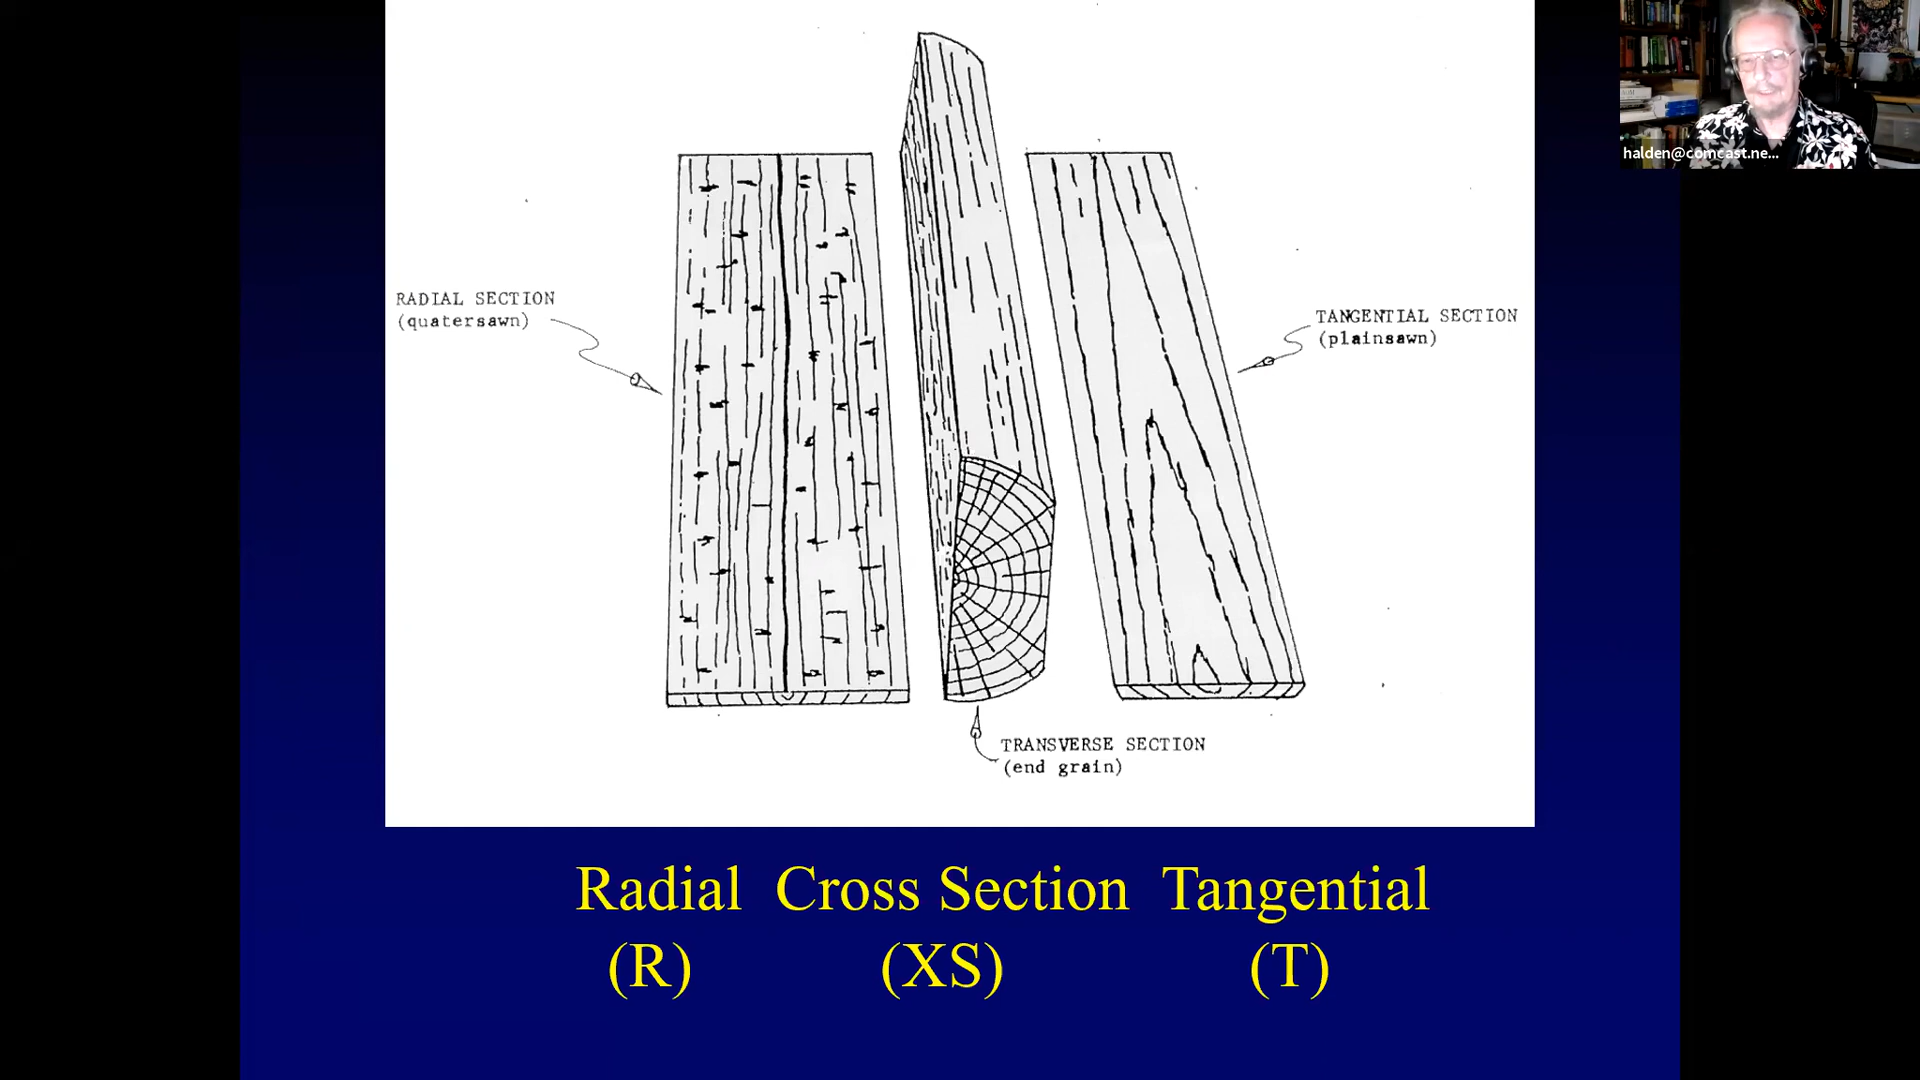 halden@comcast.ne...
RADIAL SECTION
(quatersawn)
TANGENTIAL SECTION
(plainsawn)
TRANSVERSE SECTION
(end grain)
Radial Cross Section Tangential
(R) (XS) (T)